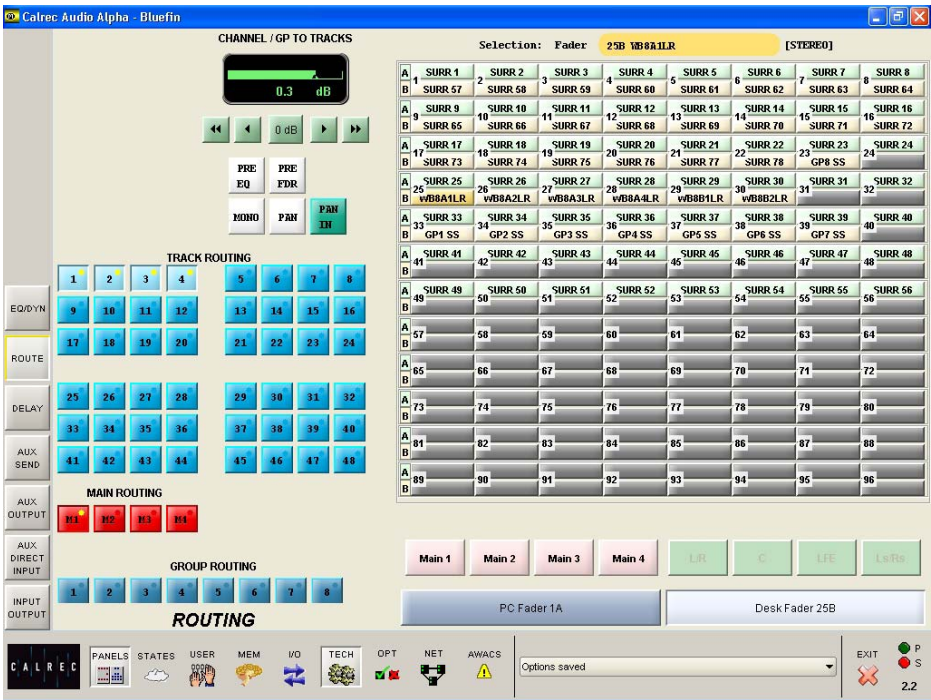 Calrec Audio Alpha - Bluefin
CHANNEL / GP TO TRACKS
0.3 dB
0 dB
PRE EQ
PRE FDR
MONO
PAN
PAN IN
TRACK ROUTING
1 2 3 4 5 6 7 8
9 10 11 12 13 14 15 16
17 18 19 20 21 22 23 24
25 26 27 28 29 30 31 32
33 34 35 36 37 38 39 40
41 42 43 44 45 46 47 48
MAIN ROUTING
M1 M2 M3 M4
GROUP ROUTING
1 2 3 4 5 6 7 8
ROUTING
EQ/DYN
ROUTE
DELAY
AUX SEND
AUX OUTPUT
AUX DIRECT INPUT
INPUT OUTPUT
Selection: Fader 25B WB8A1LR [STEREO]
A SURR 1 SURR 2 SURR 3 SURR 4 SURR 5 SURR 6 SURR 7 SURR 8
1 2 3 4 5 6 7 8
B SURR 57 SURR 58 SURR 59 SURR 60 SURR 61 SURR 62 SURR 63 SURR 64
A SURR 9 SURR 10 SURR 11 SURR 12 SURR 13 SURR 14 SURR 15 SURR 16
9 10 11 12 13 14 15 16
B SURR 65 SURR 66 SURR 67 SURR 68 SURR 69 SURR 70 SURR 71 SURR 72
A SURR 17 SURR 18 SURR 19 SURR 20 SURR 21 SURR 22 SURR 23 SURR 24
17 18 19 20 21 22 23 24
B SURR 73 SURR 74 SURR 75 SURR 76 SURR 77 SURR 78 GP8 SS
A SURR 25 SURR 26 SURR 27 SURR 28 SURR 29 SURR 30 SURR 31 SURR 32
25 26 27 28 29 30 31 32
B WB8A1LR WB8A2LR WB8A3LR WB8A4LR WB8B1LR WB8B2LR
A SURR 33 SURR 34 SURR 35 SURR 36 SURR 37 SURR 38 SURR 39 SURR 40
33 34 35 36 37 38 39 40
B GP1 SS GP2 SS GP3 SS GP4 SS GP5 SS GP6 SS GP7 SS
A SURR 41 SURR 42 SURR 43 SURR 44 SURR 45 SURR 46 SURR 47 SURR 48
41 42 43 44 45 46 47 48
B
A SURR 49 SURR 50 SURR 51 SURR 52 SURR 53 SURR 54 SURR 55 SURR 56
49 50 51 52 53 54 55 56
B
A
57 58 59 60 61 62 63 64
B
A
65 66 67 68 69 70 71 72
B
A
73 74 75 76 77 78 79 80
B
A
81 82 83 84 85 86 87 88
B
A
89 90 91 92 93 94 95 96
B
Main 1 Main 2 Main 3 Main 4 L/R C LFE Ls/Rs
PC Fader 1A
Desk Fader 25B
CALREC
PANELS STATES USER MEM I/O TECH OPT NET AWACS
Options saved
EXIT
P
S
2.2